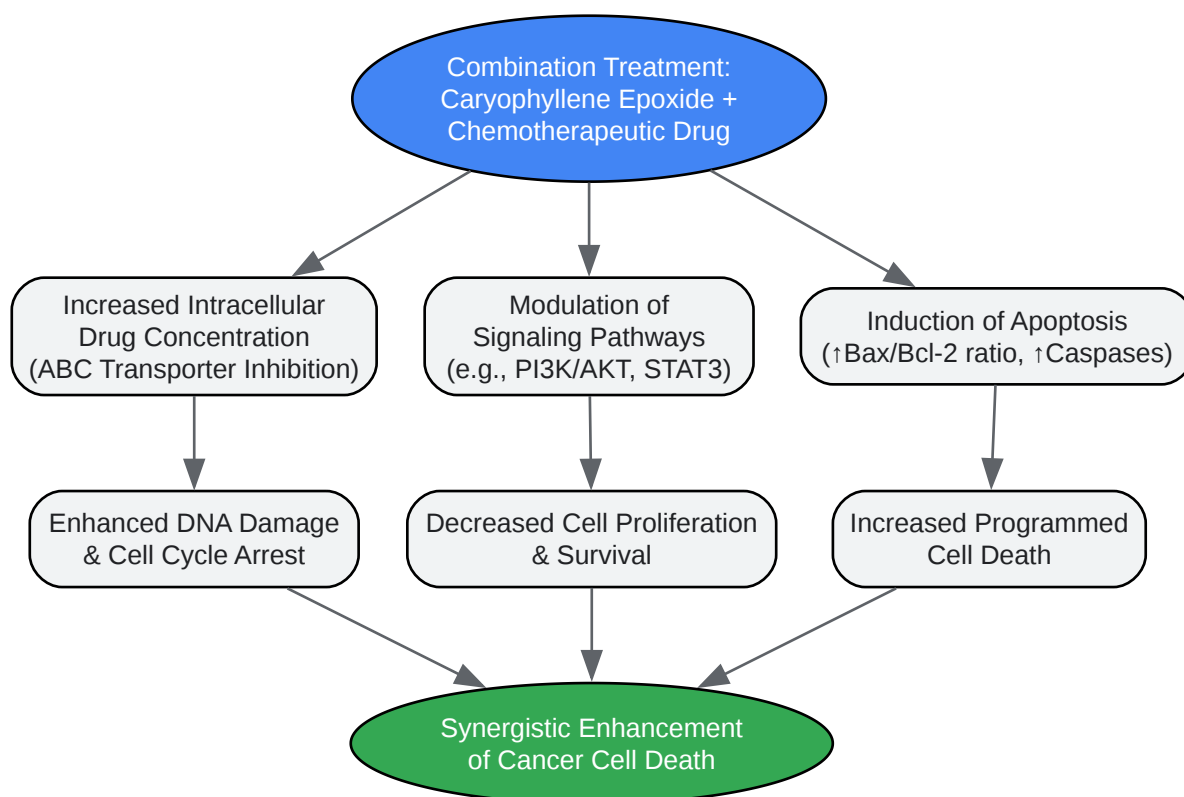 Combination Treatment:
Caryophyllene Epoxide +
Chemotherapeutic Drug
Increased Intracellular
Drug Concentration
(ABC Transporter Inhibition)
Modulation of
Signaling Pathways
(e.g., PI3K/AKT, STAT3)
Induction of Apoptosis
(↑Bax/Bcl-2 ratio, ↑Caspases)
Enhanced DNA Damage
& Cell Cycle Arrest
Decreased Cell Proliferation
& Survival
Increased Programmed
Cell Death
Synergistic Enhancement
of Cancer Cell Death